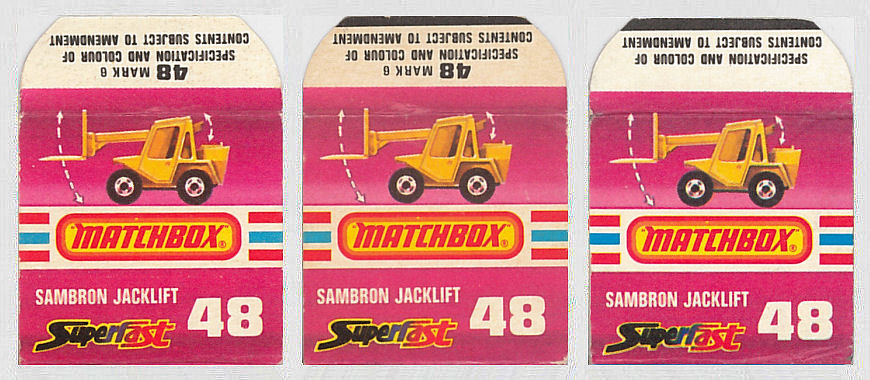 48 MARK 6
SPECIFICATION AND COLOUR OF
CONTENTS SUBJECT TO AMENDMENT
"MATCHBOX"®
SAMBRON JACKLIFT
Superfast 48
48 MARK 6
SPECIFICATION AND COLOUR OF
CONTENTS SUBJECT TO AMENDMENT
"MATCHBOX"®
SAMBRON JACKLIFT
Superfast 48
SPECIFICATION AND COLOUR OF
CONTENTS SUBJECT TO AMENDMENT
"MATCHBOX"®
SAMBRON JACKLIFT
Superfast 48